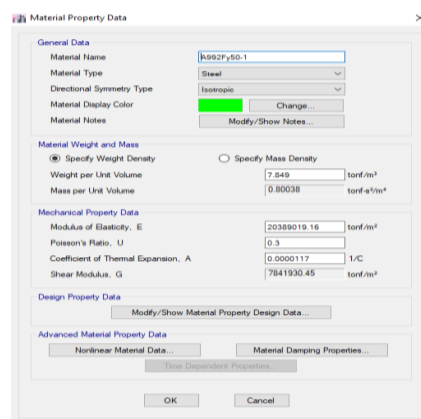 Material Property Data
General Data
Material Name A992Fy50-1
Material Type Steel
Directional Symmetry Type Isotropic
Material Display Color Change...
Material Notes Modify/Show Notes...
Material Weight and Mass
Specify Weight Density Specify Mass Density
Weight per Unit Volume 7.849 tonf/m³
Mass per Unit Volume 0.80038 tonf-s²/m⁴
Mechanical Property Data
Modulus of Elasticity, E 20389019.16 tonf/m²
Poisson's Ratio, U 0.3
Coefficient of Thermal Expansion, A 0.0000117 1/C
Shear Modulus, G 7841930.45 tonf/m²
Design Property Data
Modify/Show Material Property Design Data...
Advanced Material Property Data
Nonlinear Material Data... Material Damping Properties...
Time Dependent Properties...
OK Cancel